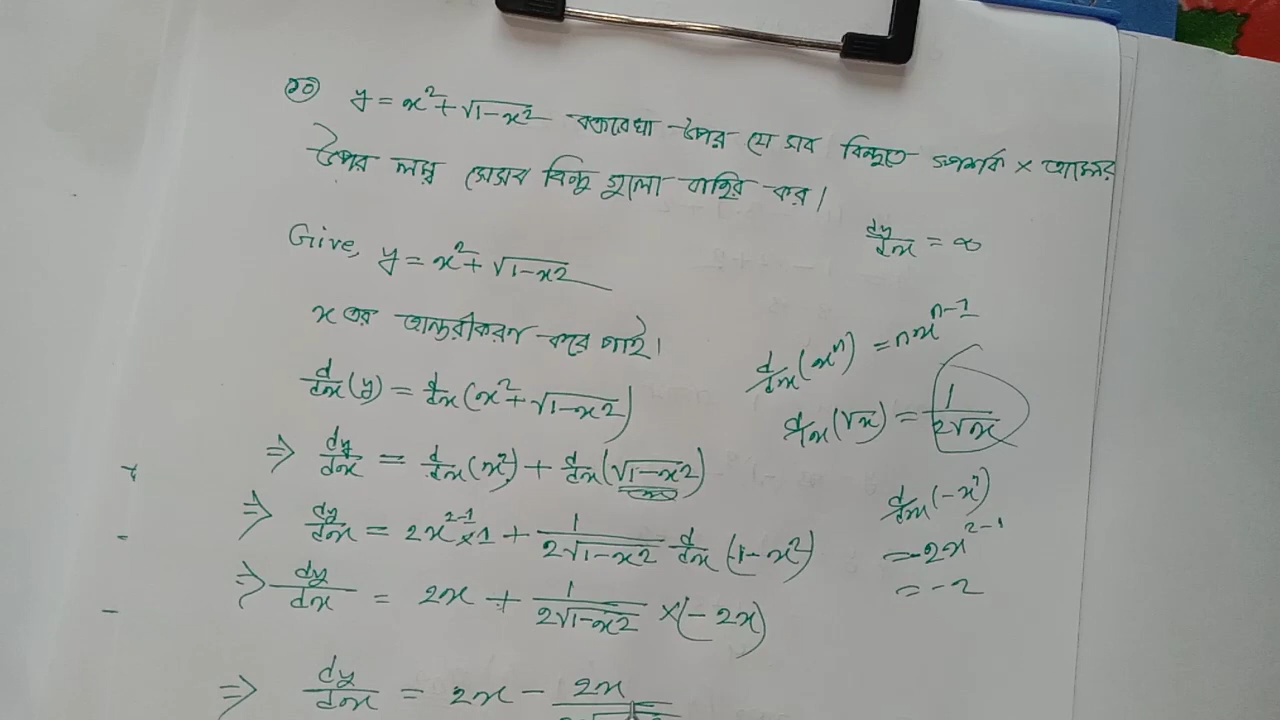 ২০ y = x² + √1-x² বক্ররেখা উপর যে সব বিন্দুতে স্পর্শক x অক্ষের
উপর লম্ব সেসব বিন্দু গুলো বাহির কর।
dy/dx = ∞
Give, y = x² + √1-x²
x এর অন্তরীকরণ করে পাই।
d/dx (xⁿ) = nxⁿ⁻¹
d/dx (y) = d/dx (x² + √1-x²)
d/dx (√x) = 1/2√x
⇒ dy/dx = d/dx (x²) + d/dx (√1-x²)
d/dx (-x²)
⇒ dy/dx = 2x²⁻¹×1 + 1/2√1-x² d/dx (1-x²)
= -2x²⁻¹
= -2
⇒ dy/dx = 2x + 1/2√1-x² × (-2x)
⇒ dy/dx = 2x - 2x